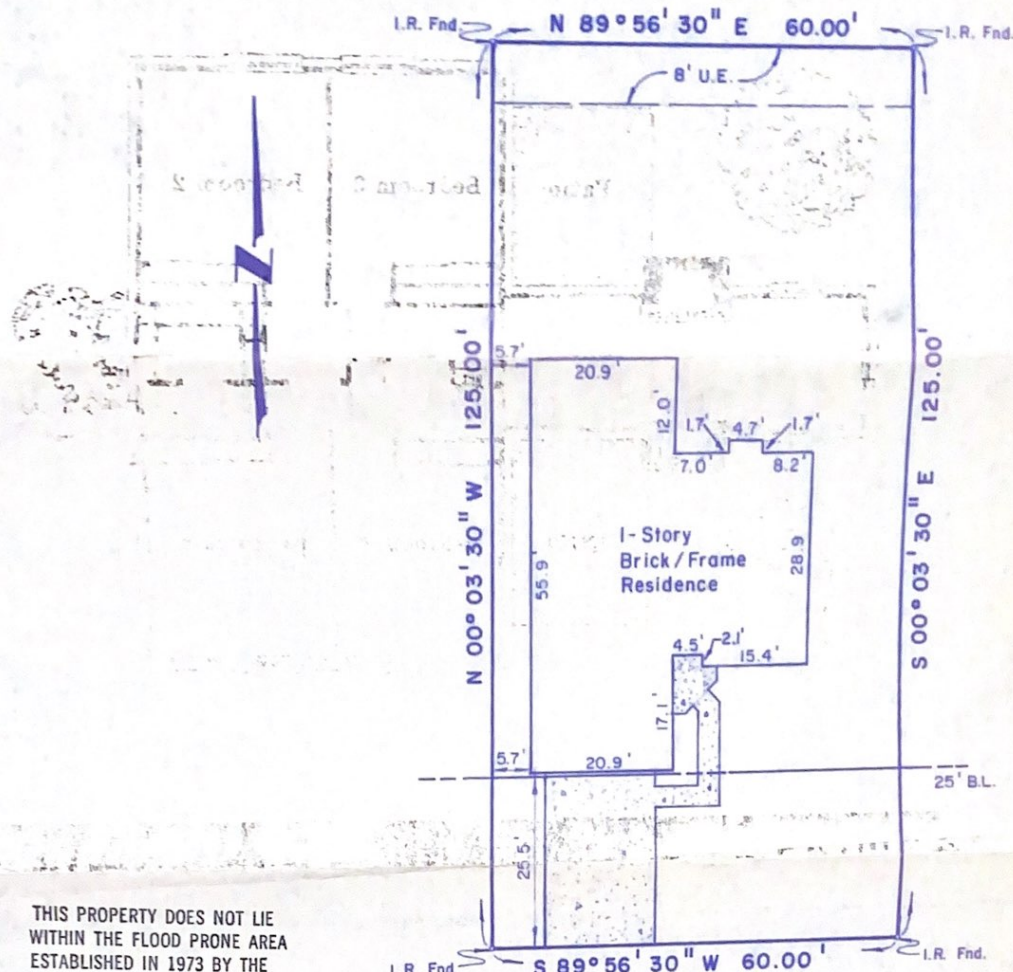 I.R. Fnd.
N 89° 56' 30" E 60.00'
I.R. Fnd.
8' U.E.
Bedroom 2
N
N 00° 03' 30" W 125.00'
S 00° 03' 30" E 125.00'
5.7'
20.9'
12.0'
1.7'
4.7'
1.7'
7.0'
8.2'
55.9'
1-Story
Brick/Frame
Residence
28.9
4.5'
2.1'
15.4'
17.1'
5.7'
20.9'
25' B.L.
25.5'
THIS PROPERTY DOES NOT LIE
WITHIN THE FLOOD PRONE AREA
ESTABLISHED IN 1973 BY THE
I.R. Fnd.
S 89° 56' 30" W 60.00'
I.R. Fnd.